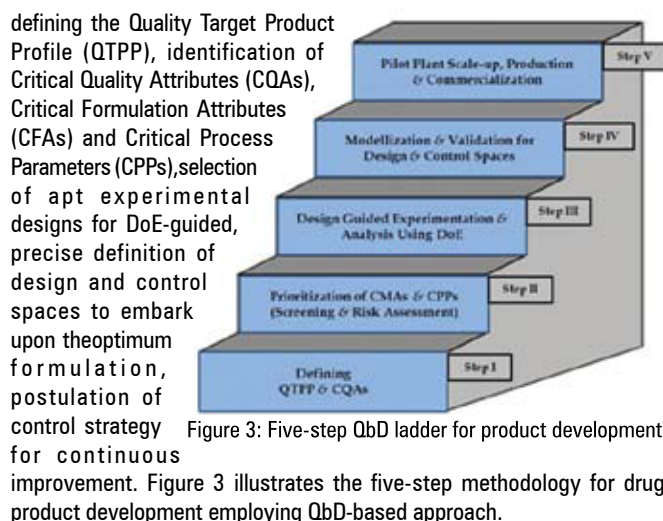 defining the Quality Target Product
Profile (QTPP), identification of
Critical Quality Attributes (CQAs),
Critical Formulation Attributes
(CFAs) and Critical Process
Parameters (CPPs),selection
of apt experimental
designs for DoE-guided,
precise definition of
design and control
spaces to embark
upon theoptimum
formulation,
postulation of
control strategy
for continuous
improvement. Figure 3 illustrates the five-step methodology for drug
product development employing QbD-based approach.
Pilot Plant Scale-up, Production
& Commercialization
Step V
Modellization & Validation for
Design & Control Spaces
Step IV
Design Guided Experimentation &
Analysis Using DoE
Step III
Prioritization of CMAs & CPPs
(Screening & Risk Assessment)
Step II
Defining
QTPP & CQAs
Step I
Figure 3: Five-step QbD ladder for product development